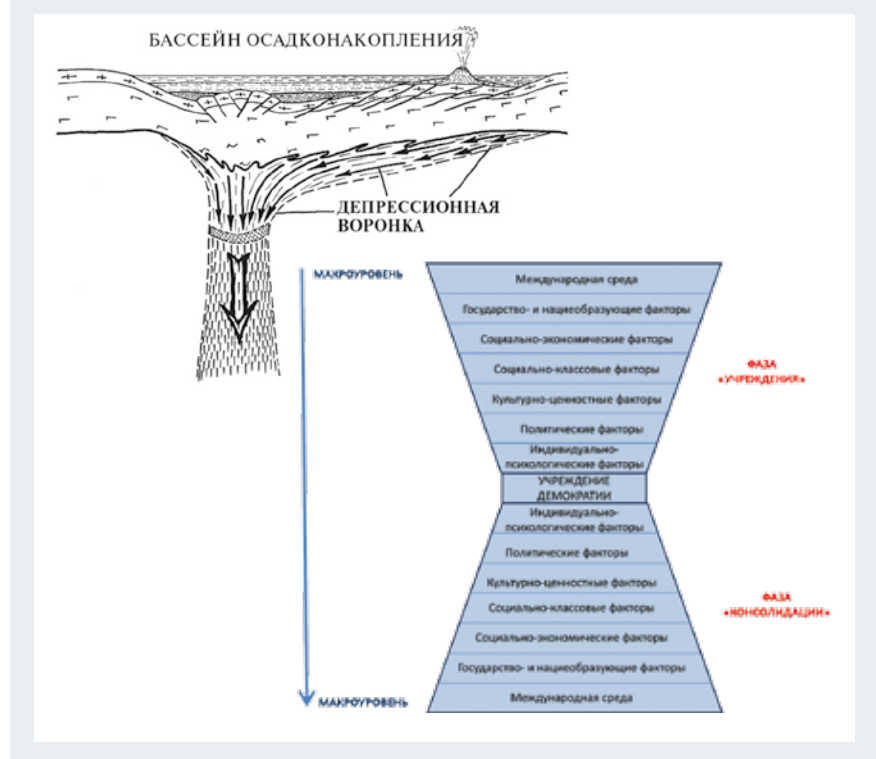 БАССЕЙН ОСАДКОНАКОПЛЕНИЯ
ДЕПРЕССИОННАЯ
ВОРОНКА
МАКРОУРОВЕНЬ
Международная среда
Государство- и нациеобразующие факторы
Социально-экономические факторы
Социально-классовые факторы
Культурно-ценностные факторы
Политические факторы
Индивидуально-
психологические факторы
ФАЗА
«УЧРЕЖДЕНИЯ»
УЧРЕЖДЕНИЕ
ДЕМОКРАТИИ
Индивидуально-
психологические факторы
Политические факторы
Культурно-ценностные факторы
Социально-классовые факторы
Социально-экономические факторы
Государство- и нациеобразующие факторы
Международная среда
ФАЗА
«КОНСОЛИДАЦИИ»
МАКРОУРОВЕНЬ